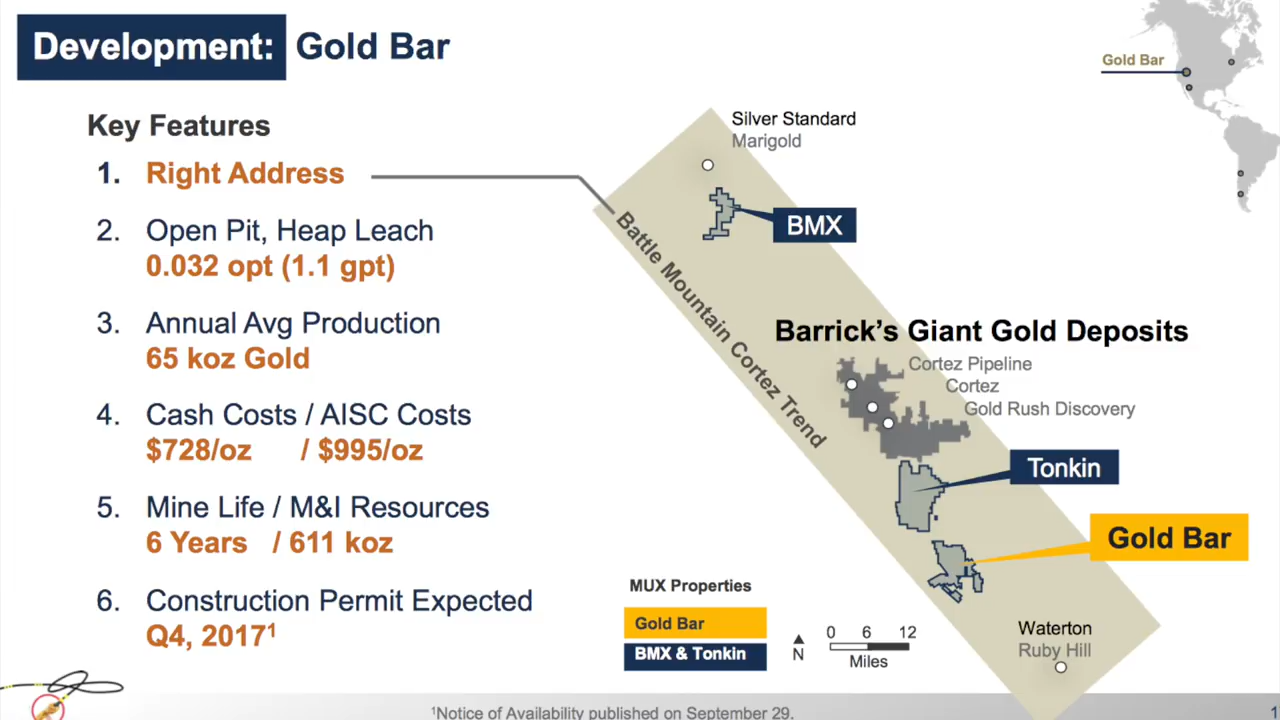 Development: Gold Bar
Gold Bar
Key Features
1. Right Address
2. Open Pit, Heap Leach
0.032 opt (1.1 gpt)
3. Annual Avg Production
65 koz Gold
4. Cash Costs / AISC Costs
$728/oz / $995/oz
5. Mine Life / M&I Resources
6 Years / 611 koz
6. Construction Permit Expected
Q4, 2017¹
Silver Standard
Marigold
BMX
Battle Mountain Cortez Trend
Barrick's Giant Gold Deposits
Cortez Pipeline
Cortez
Gold Rush Discovery
Tonkin
Gold Bar
MUX Properties
Gold Bar
BMX & Tonkin
N
0 6 12
Miles
Waterton
Ruby Hill
¹Notice of Availability published on September 29.